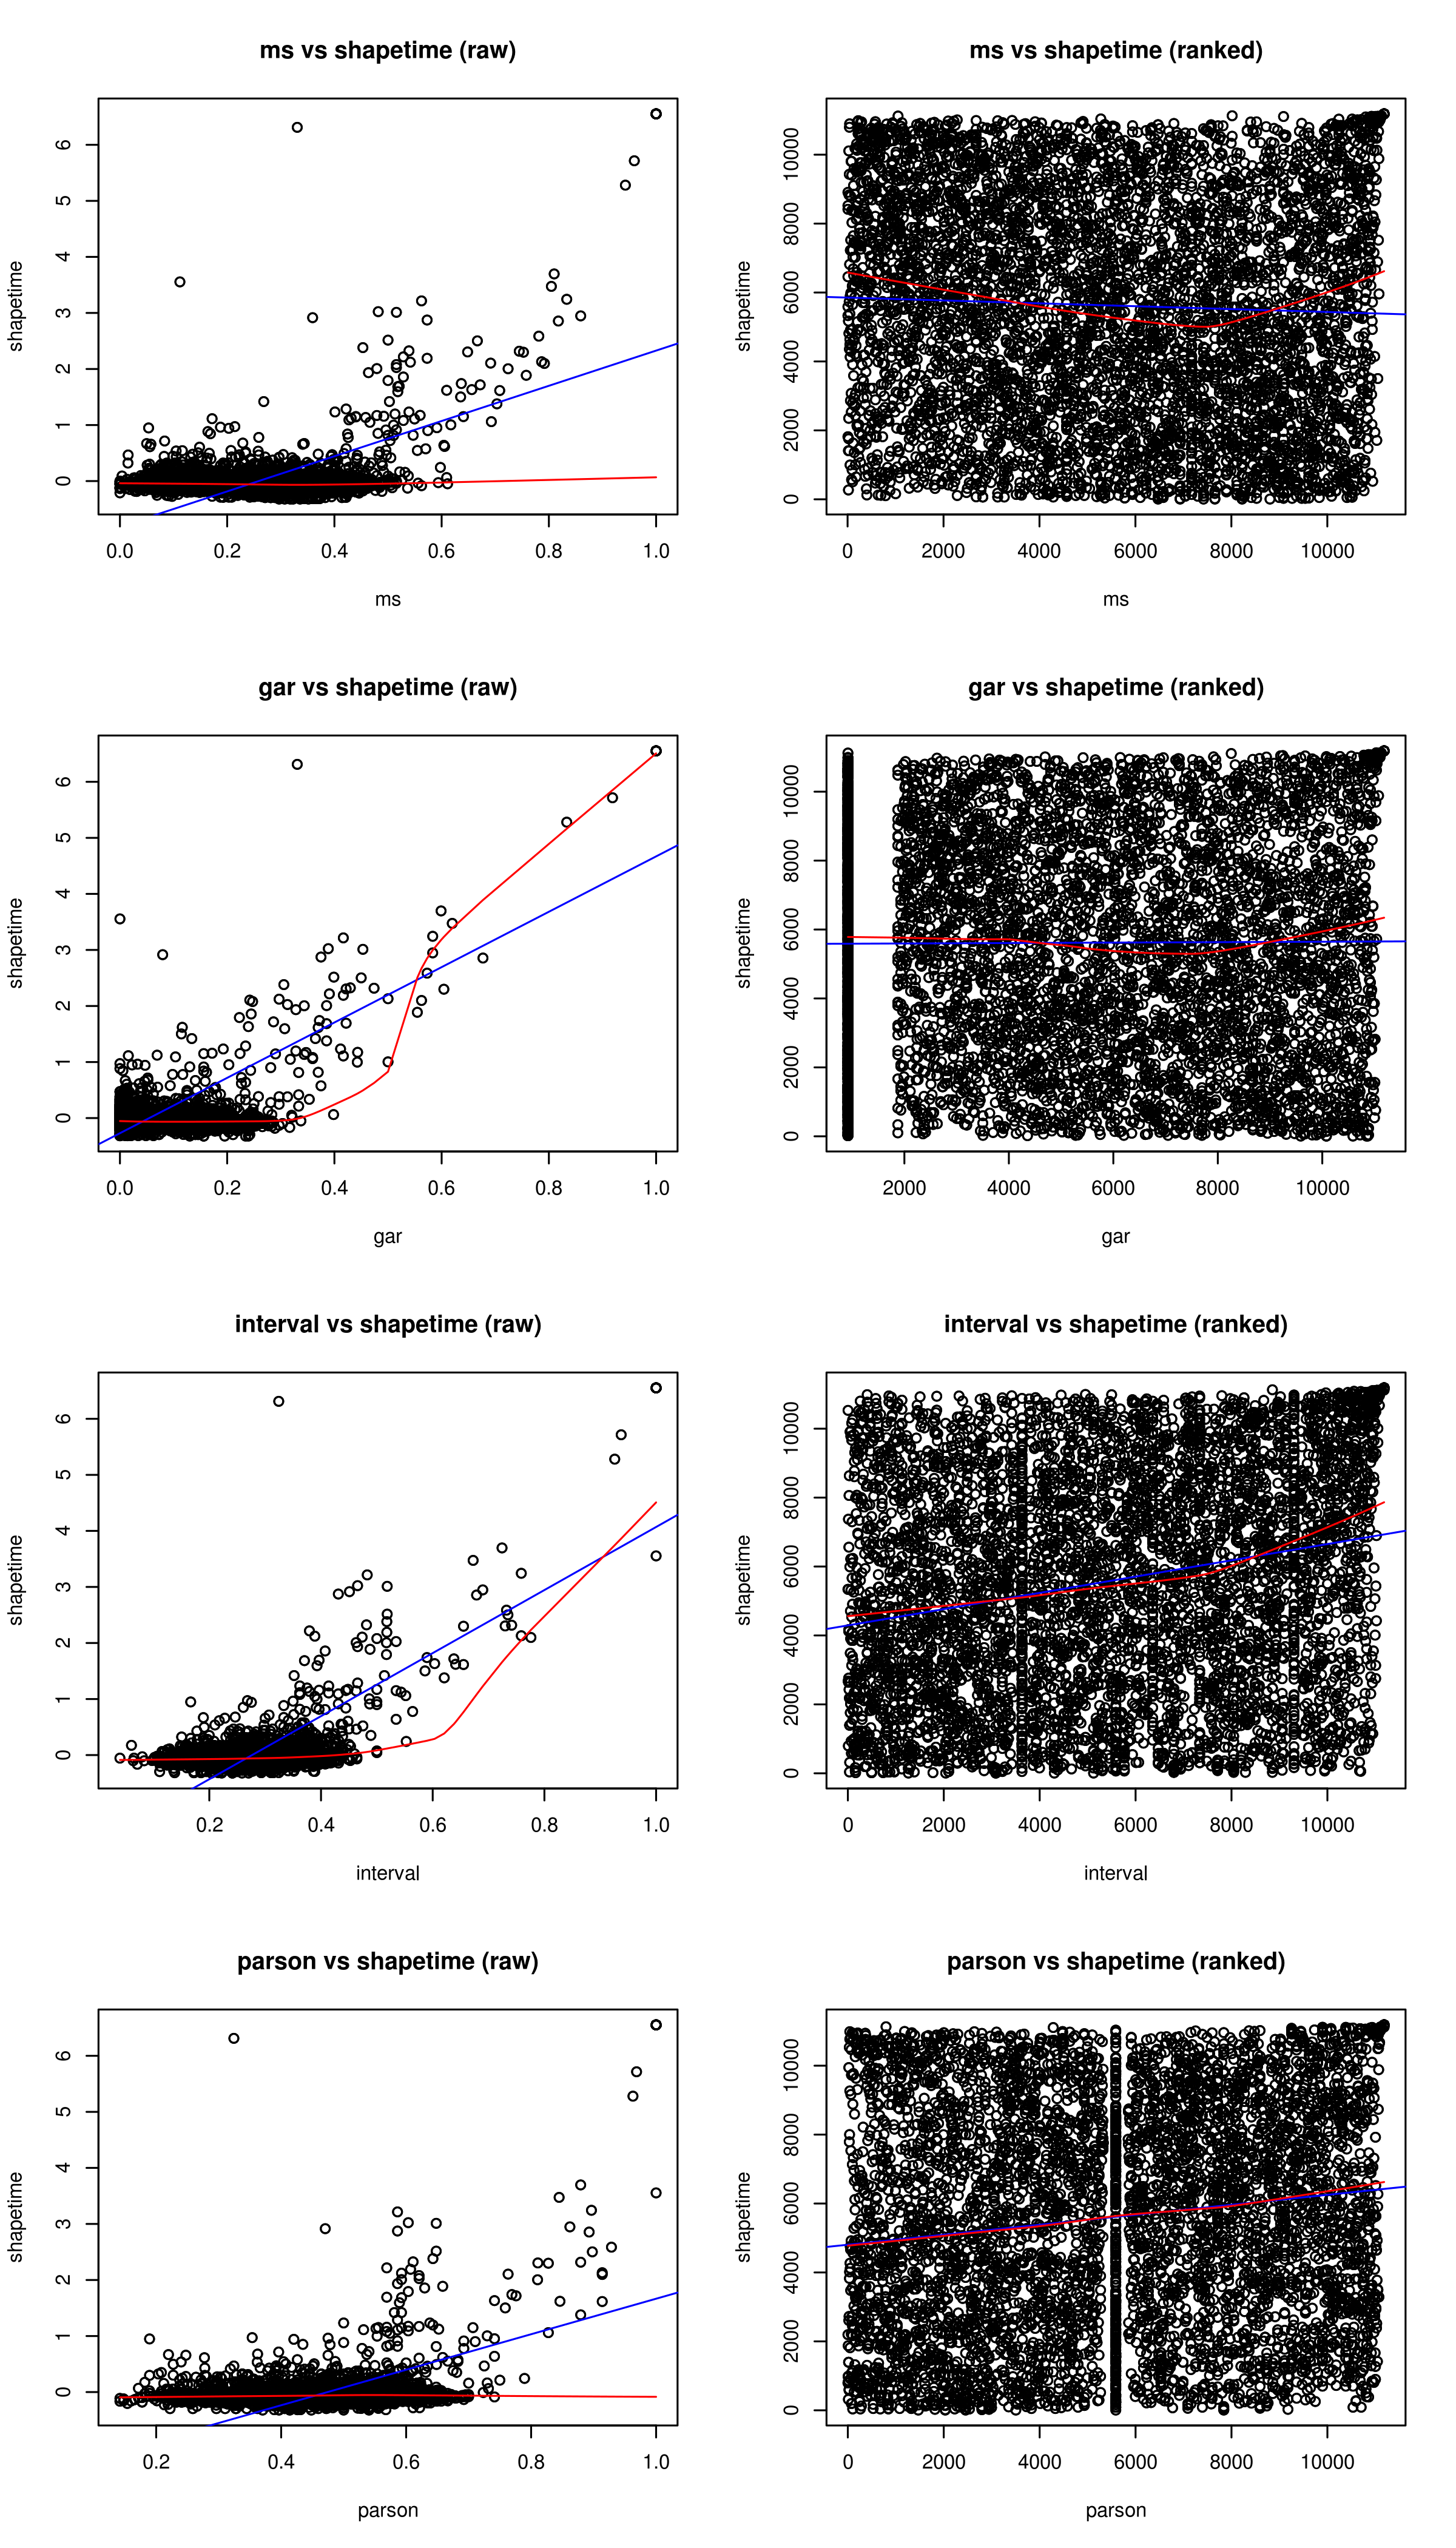 ms vs shapetime (raw)
shapetime
0 1 2 3 4 5 6
0.0 0.2 0.4 0.6 0.8 1.0
ms
ms vs shapetime (ranked)
shapetime
0 2000 4000 6000 8000 10000
0 2000 4000 6000 8000 10000
ms
gar vs shapetime (raw)
shapetime
0 1 2 3 4 5 6
0.0 0.2 0.4 0.6 0.8 1.0
gar
gar vs shapetime (ranked)
shapetime
0 2000 4000 6000 8000 10000
2000 4000 6000 8000 10000
gar
interval vs shapetime (raw)
shapetime
0 1 2 3 4 5 6
0.2 0.4 0.6 0.8 1.0
interval
interval vs shapetime (ranked)
shapetime
0 2000 4000 6000 8000 10000
0 2000 4000 6000 8000 10000
interval
parson vs shapetime (raw)
shapetime
0 1 2 3 4 5 6
0.2 0.4 0.6 0.8 1.0
parson
parson vs shapetime (ranked)
shapetime
0 2000 4000 6000 8000 10000
0 2000 4000 6000 8000 10000
parson